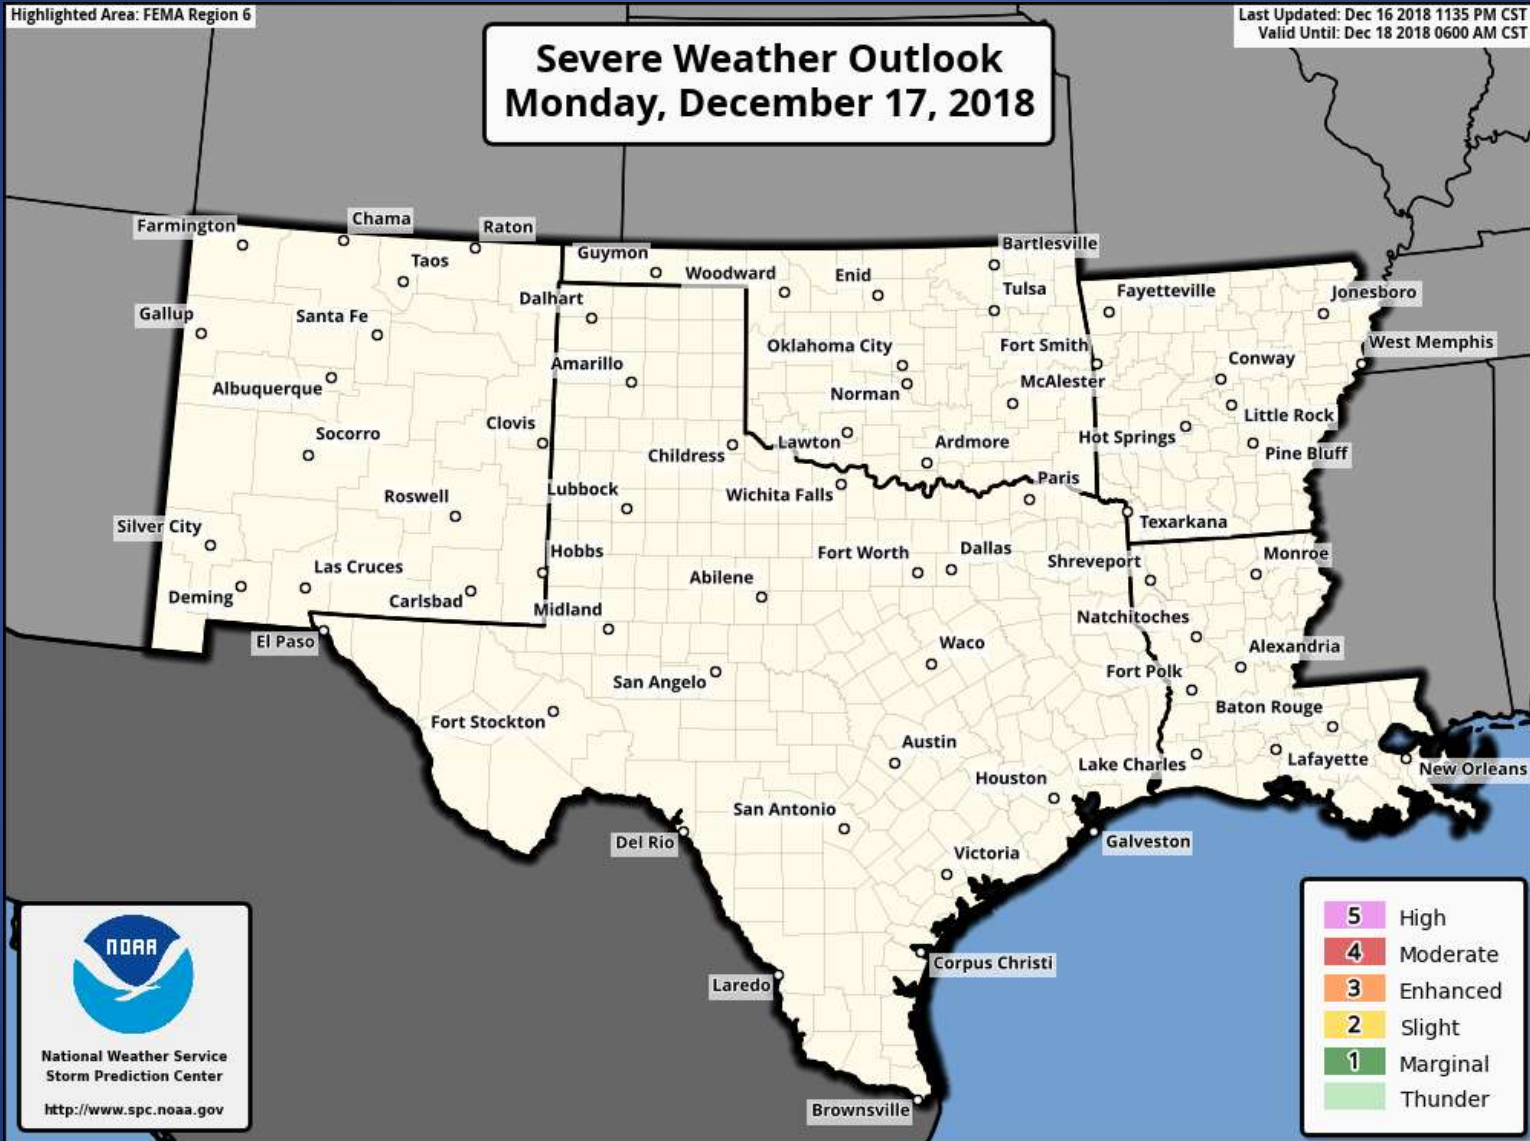 Highlighted Area: FEMA Region 6
Last Updated: Dec 16 2018 1135 PM CST
Valid Until: Dec 18 2018 0600 AM CST
Severe Weather Outlook
Monday, December 17, 2018
Farmington
Chama
Raton
Taos
Guymon
Woodward
Enid
Bartlesville
Tulsa
Fayetteville
Jonesboro
Gallup
Santa Fe
Dalhart
Oklahoma City
Fort Smith
West Memphis
Albuquerque
Amarillo
Norman
McAlester
Conway
Socorro
Clovis
Childress
Lawton
Ardmore
Hot Springs
Little Rock
Pine Bluff
Roswell
Lubbock
Wichita Falls
Paris
Texarkana
Silver City
Las Cruces
Hobbs
Abilene
Fort Worth
Dallas
Shreveport
Monroe
Deming
Carlsbad
Midland
Natchitoches
El Paso
San Angelo
Waco
Alexandria
Fort Polk
Fort Stockton
Austin
Baton Rouge
Houston
Lake Charles
Lafayette
New Orleans
San Antonio
Del Rio
Galveston
Victoria
Laredo
Corpus Christi
Brownsville
NOAA
National Weather Service
Storm Prediction Center
http://www.spc.noaa.gov
5 High
4 Moderate
3 Enhanced
2 Slight
1 Marginal
Thunder